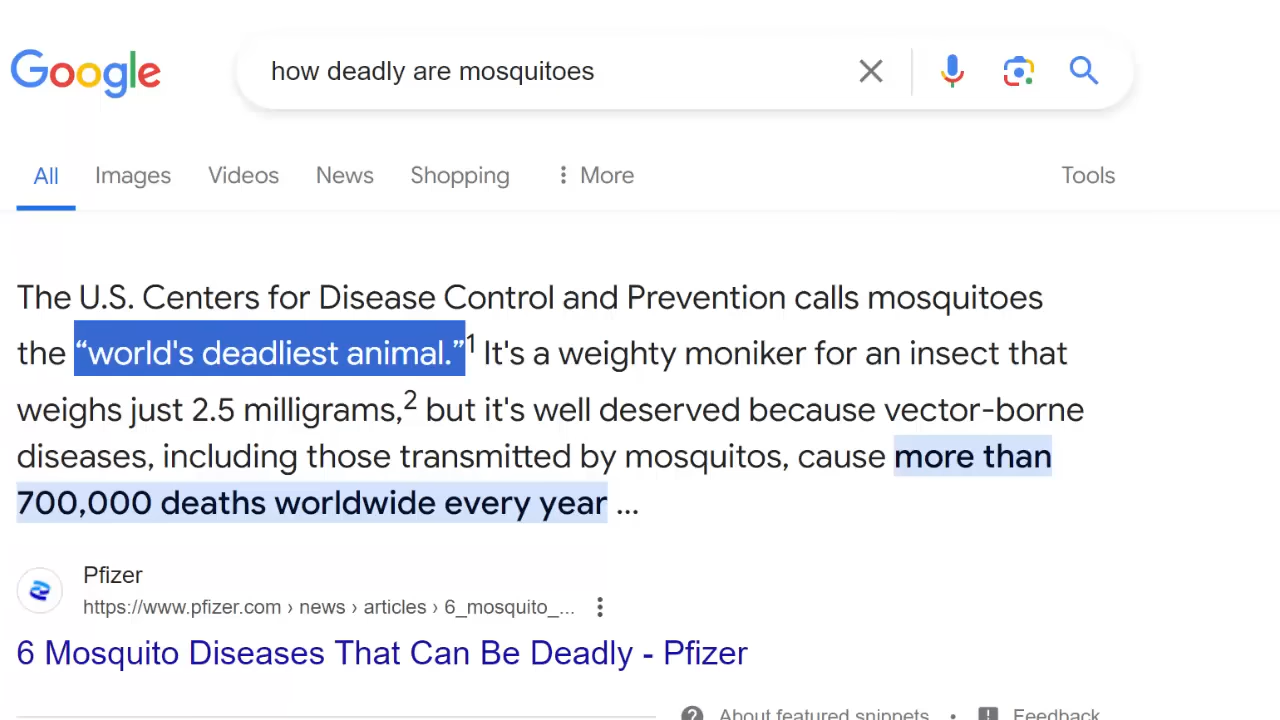 Google
how deadly are mosquitoes
All Images Videos News Shopping More Tools
The U.S. Centers for Disease Control and Prevention calls mosquitoes
the “world's deadliest animal.”1 It's a weighty moniker for an insect that
weighs just 2.5 milligrams,2 but it's well deserved because vector-borne
diseases, including those transmitted by mosquitos, cause more than
700,000 deaths worldwide every year ...
Pfizer
https://www.pfizer.com › news › articles › 6_mosquito_...
6 Mosquito Diseases That Can Be Deadly - Pfizer
About featured snippets • Feedback